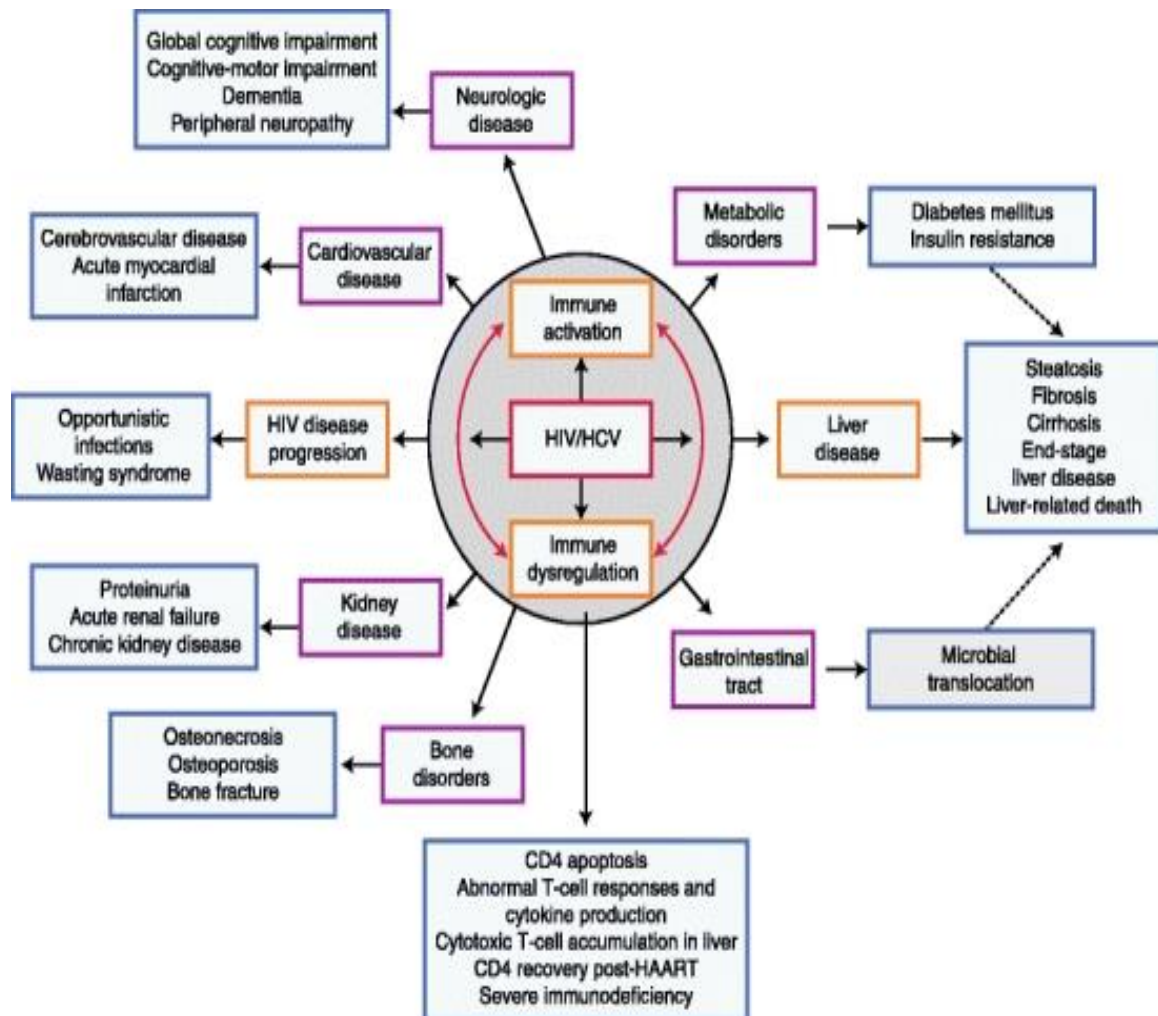 Global cognitive impairment
Cognitive-motor impairment
Dementia
Peripheral neuropathy
Neurologic
disease
Metabolic
disorders
Diabetes mellitus
Insulin resistance
Cerebrovascular disease
Acute myocardial
infarction
Cardiovascular
disease
Immune
activation
Opportunistic
infections
Wasting syndrome
HIV disease
progression
HIV/HCV
Liver
disease
Steatosis
Fibrosis
Cirrhosis
End-stage
liver disease
Liver-related death
Immune
dysregulation
Proteinuria
Acute renal failure
Chronic kidney disease
Kidney
disease
Gastrointestinal
tract
Microbial
translocation
Osteonecrosis
Osteoporosis
Bone fracture
Bone
disorders
CD4 apoptosis
Abnormal T-cell responses and
cytokine production
Cytotoxic T-cell accumulation in liver
CD4 recovery post-HAART
Severe immunodeficiency